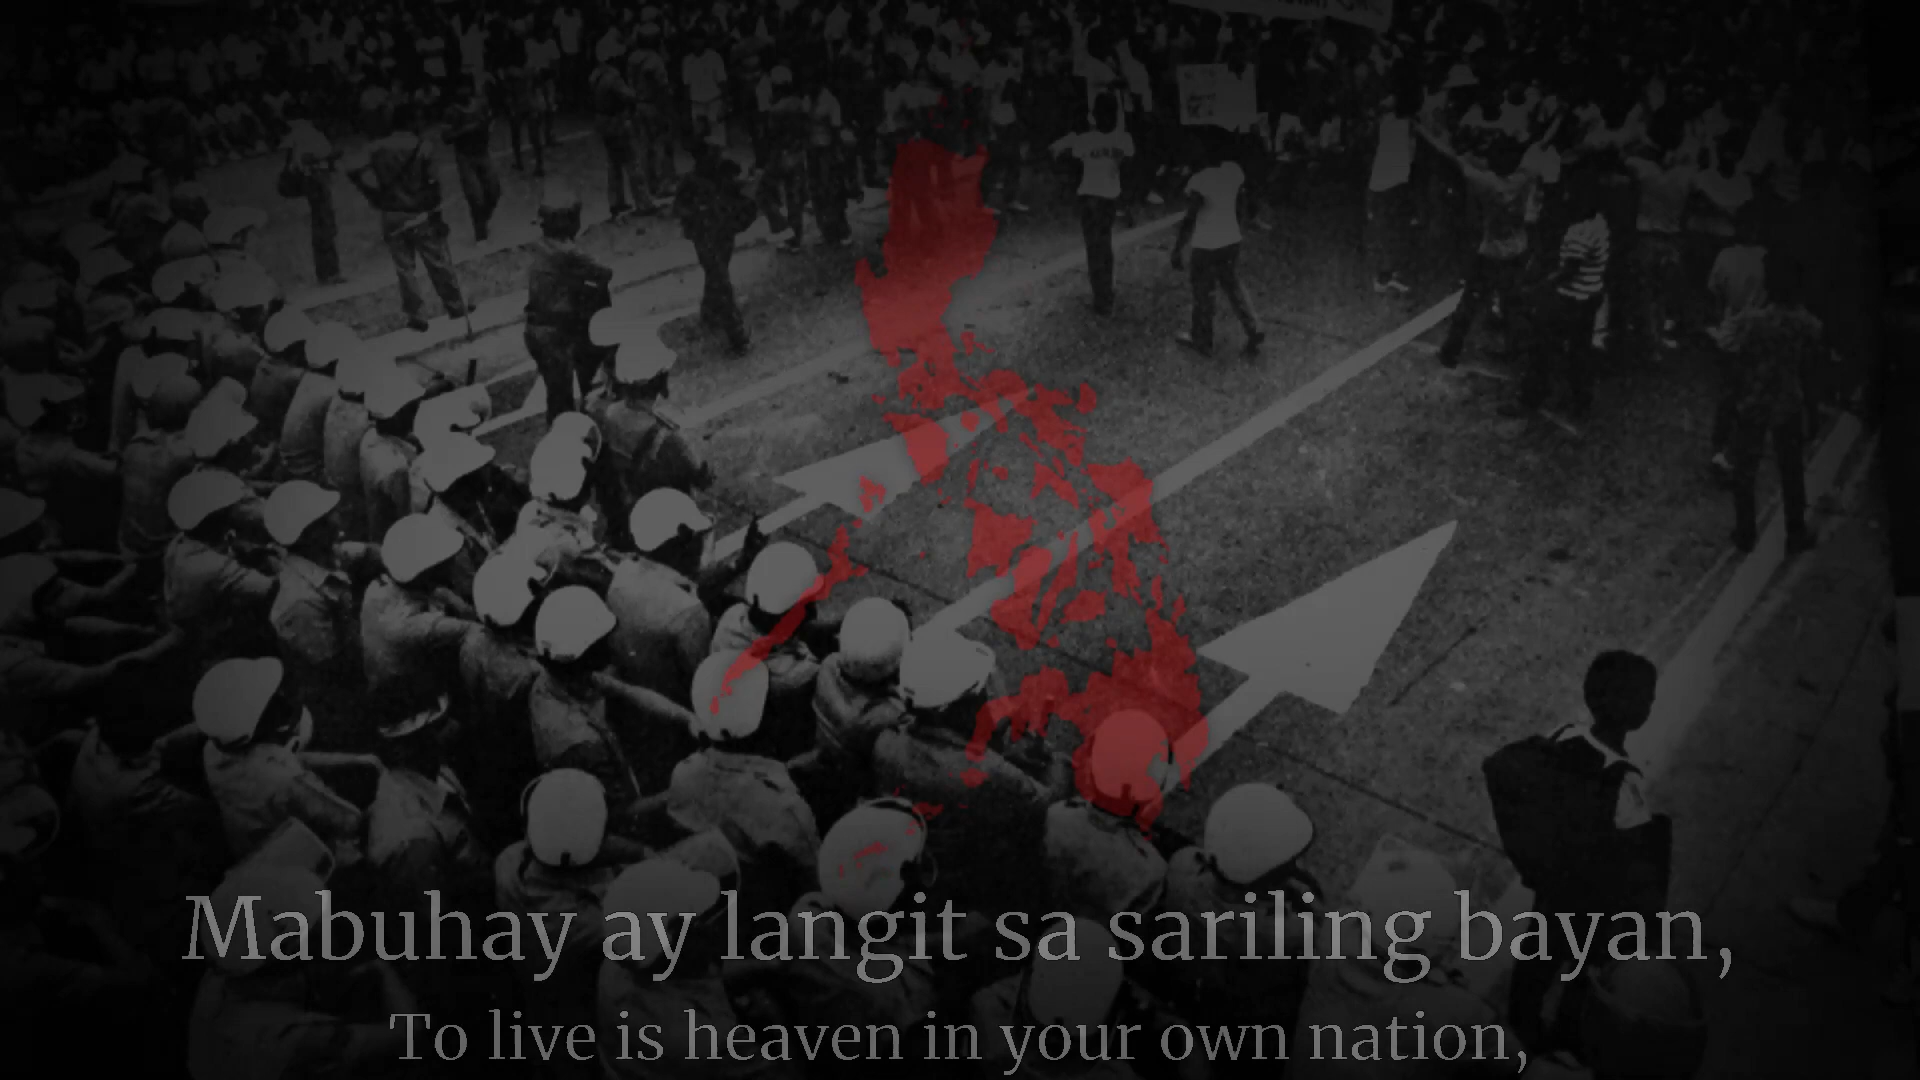 Mabuhay ay langit sa sariling bayan,
To live is heaven in your own nation,